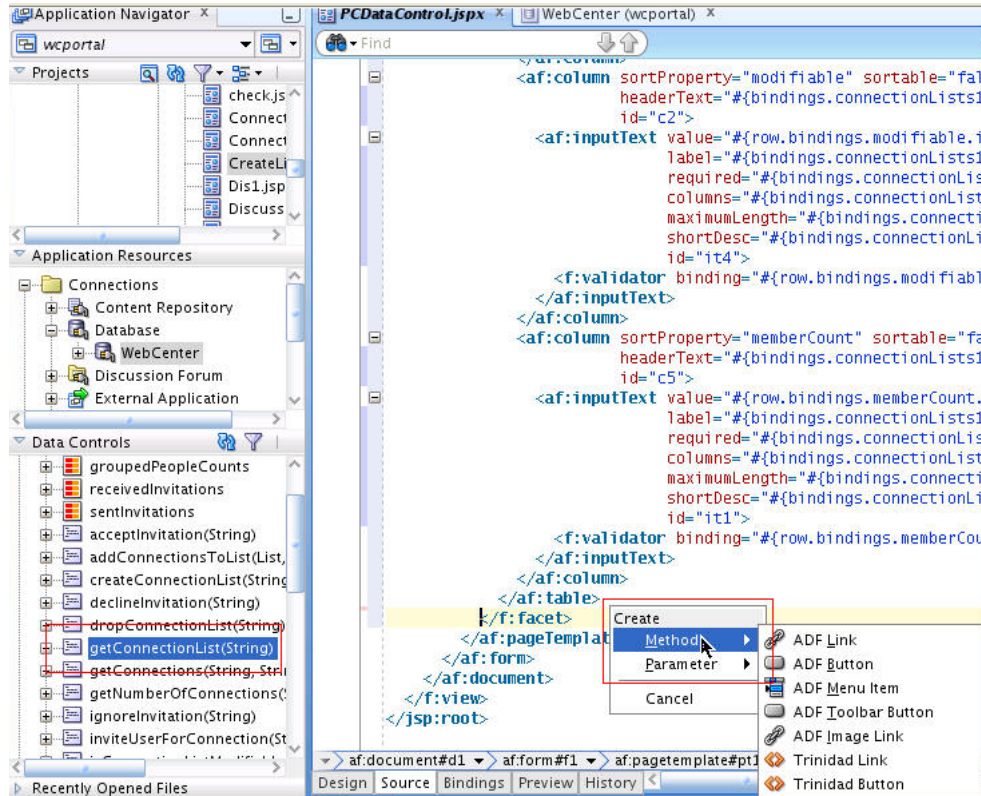 Application Navigator x
wcportal
Projects
check.js
Connect
Connect
CreateLi
Dis1.jsp
Discuss
Application Resources
Connections
Content Repository
Database
WebCenter
Discussion Forum
External Application
Data Controls
groupedPeopleCounts
receivedInvitations
sentInvitations
acceptInvitation(String)
addConnectionsToList(List,
createConnectionList(String
declineInvitation(String)
dropConnectionList(String)
getConnectionList(String)
getConnections(String, Stri
getNumberOfConnections(
ignoreInvitation(String)
inviteUserForConnection(St
Recently Opened Files
PCDataControl.jspx x
WebCenter (wcportal) x
Find
</af:column>
<af:column sortProperty="modifiable" sortable="fal
headerText="#{bindings.connectionLists1
id="c2">
<af:inputText value="#{row.bindings.modifiable.i
label="#{bindings.connectionLists1
required="#{bindings.connectionLis
columns="#{bindings.connectionList
maximumLength="#{bindings.connecti
shortDesc="#{bindings.connectionLi
id="it4">
<f:validator binding="#{row.bindings.modifiabl
</af:inputText>
</af:column>
<af:column sortProperty="memberCount" sortable="fa
headerText="#{bindings.connectionLists1
id="c5">
<af:inputText value="#{row.bindings.memberCount.
label="#{bindings.connectionLists1
required="#{bindings.connectionLis
columns="#{bindings.connectionList
maximumLength="#{bindings.connecti
shortDesc="#{bindings.connectionLi
id="it1">
<f:validator binding="#{row.bindings.memberCou
</af:inputText>
</af:column>
</af:table>
</f:facet>
</af:pageTemplat
</af:form>
</af:document>
</f:view>
</jsp:root>
Create
Method
Parameter
Cancel
ADF Link
ADF Button
ADF Menu Item
ADF Toolbar Button
ADF Image Link
Trinidad Link
Trinidad Button
af:document#d1 af:form#f1 af:pagetemplate#pt1
Design Source Bindings Preview History